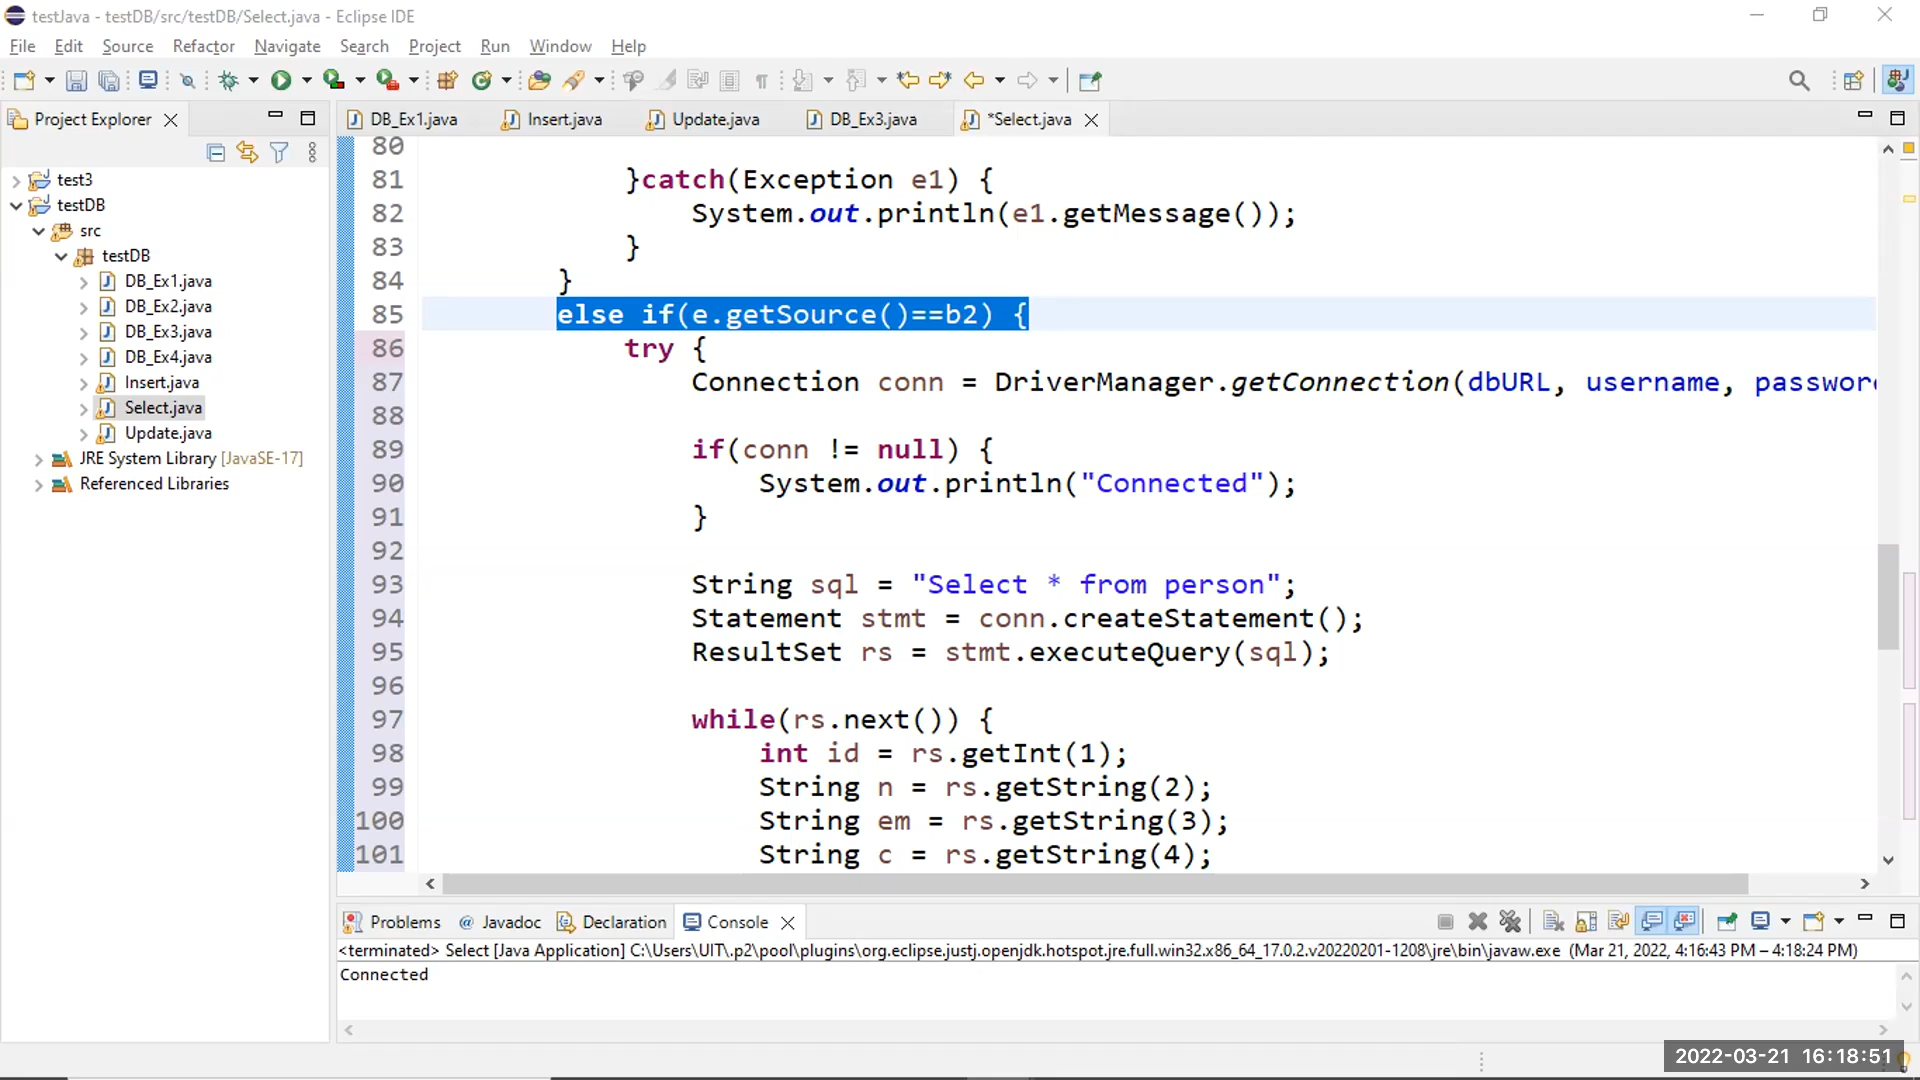 testJava - testDB/src/testDB/Select.java - Eclipse IDE
File Edit Source Refactor Navigate Search Project Run Window Help
Project Explorer
test3
testDB
src
testDB
DB_Ex1.java
DB_Ex2.java
DB_Ex3.java
DB_Ex4.java
Insert.java
Select.java
Update.java
JRE System Library [JavaSE-17]
Referenced Libraries
DB_Ex1.java Insert.java Update.java DB_Ex3.java *Select.java
80
81 }catch(Exception e1) {
82 System.out.println(e1.getMessage());
83 }
84 }
85 else if(e.getSource()==b2) {
86 try {
87 Connection conn = DriverManager.getConnection(dbURL, username, password
88
89 if(conn != null) {
90 System.out.println("Connected");
91 }
92
93 String sql = "Select * from person";
94 Statement stmt = conn.createStatement();
95 ResultSet rs = stmt.executeQuery(sql);
96
97 while(rs.next()) {
98 int id = rs.getInt(1);
99 String n = rs.getString(2);
100 String em = rs.getString(3);
101 String c = rs.getString(4);
Problems @ Javadoc Declaration Console
<terminated> Select [Java Application] C:\Users\UIT\.p2\pool\plugins\org.eclipse.justj.openjdk.hotspot.jre.full.win32.x86_64_17.0.2.v20220201-1208\jre\bin\javaw.exe (Mar 21, 2022, 4:16:43 PM – 4:18:24 PM)
Connected
2022-03-21 16:18:51